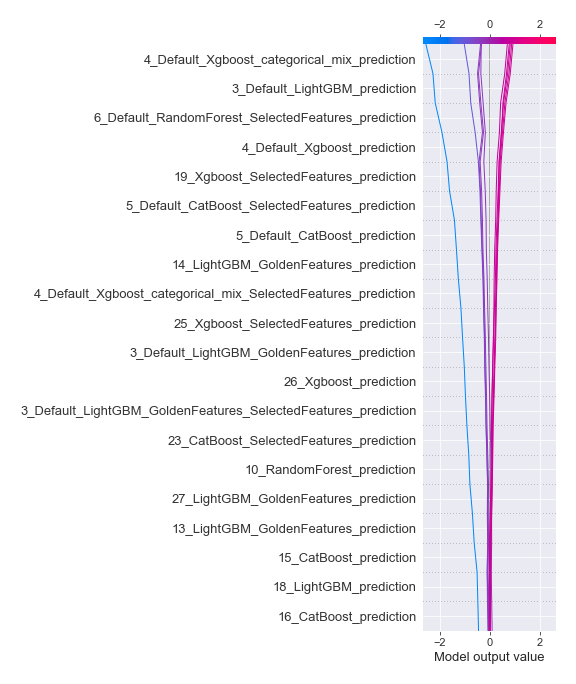 −2 0 2
4_Default_Xgboost_categorical_mix_prediction
3_Default_LightGBM_prediction
6_Default_RandomForest_SelectedFeatures_prediction
4_Default_Xgboost_prediction
19_Xgboost_SelectedFeatures_prediction
5_Default_CatBoost_SelectedFeatures_prediction
5_Default_CatBoost_prediction
14_LightGBM_GoldenFeatures_prediction
4_Default_Xgboost_categorical_mix_SelectedFeatures_prediction
25_Xgboost_SelectedFeatures_prediction
3_Default_LightGBM_GoldenFeatures_prediction
26_Xgboost_prediction
3_Default_LightGBM_GoldenFeatures_SelectedFeatures_prediction
23_CatBoost_SelectedFeatures_prediction
10_RandomForest_prediction
27_LightGBM_GoldenFeatures_prediction
13_LightGBM_GoldenFeatures_prediction
15_CatBoost_prediction
18_LightGBM_prediction
16_CatBoost_prediction
−2 0 2
Model output value